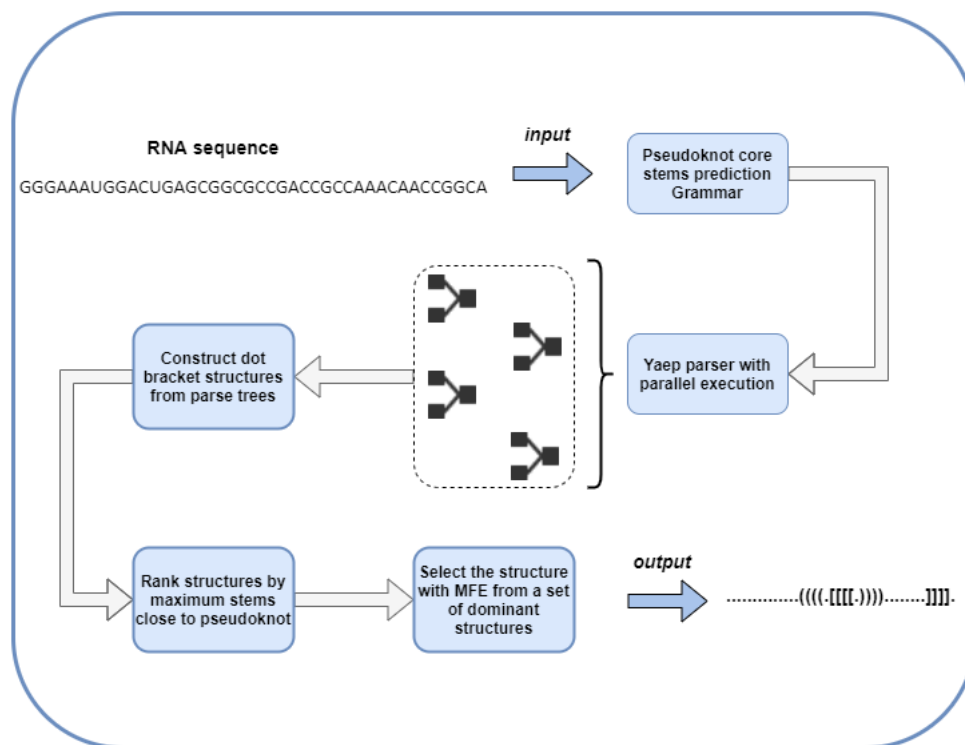 RNA sequence
GGGAAAUGGACUGAGCGGCGCCGACCGCCAAACAACCGGCA
input
Pseudoknot core
stems prediction
Grammar
Yaep parser with
parallel execution
Construct dot
bracket structures
from parse trees
Rank structures by
maximum stems
close to pseudoknot
Select the structure
with MFE from a set
of dominant
structures
output
.............((((.[[[[.))))........]]]].